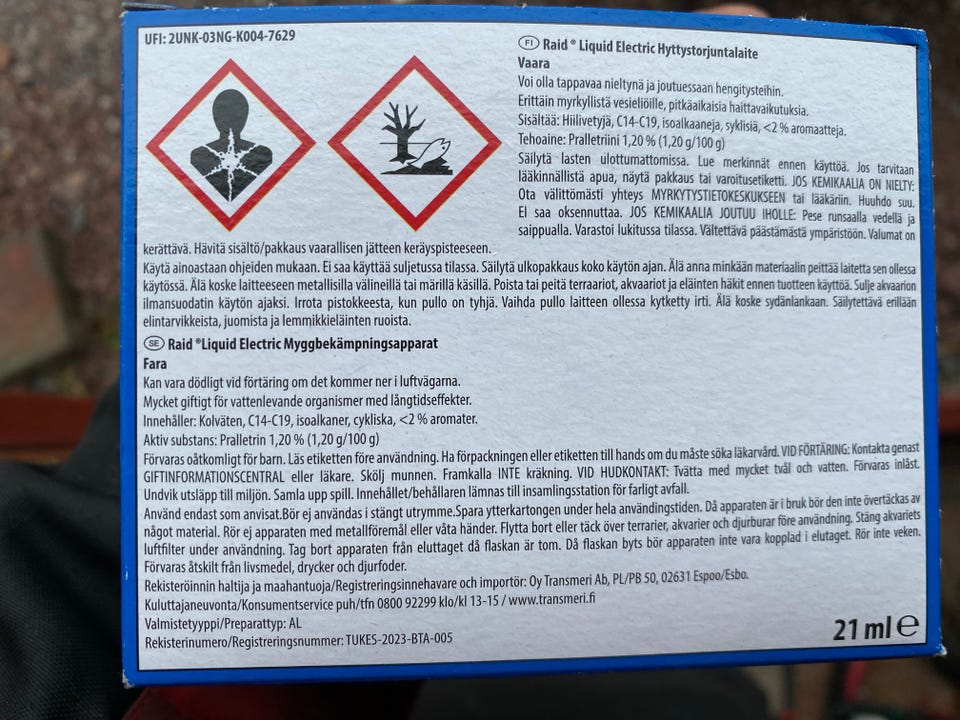 UFI: 2UNK-03NG-K004-7629
FI Raid ® Liquid Electric Hyttystorjuntalaite
Vaara
Voi olla tappavaa nieltynä ja joutuessaan hengitysteihin.
Erittäin myrkyllistä vesieliöille, pitkäaikaisia haittavaikutuksia.
Sisältää: Hiilivetyjä, C14-C19, isoalkaaneja, syklisiä, <2 % aromaatteja.
Tehoaine: Pralletriini 1,20 % (1,20 g/100 g)
Säilytä lasten ulottumattomissa. Lue merkinnät ennen käyttöä. Jos tarvitaan
lääkinnällistä apua, näytä pakkaus tai varoitusetiketti. JOS KEMIKAALIA ON NIELTY:
Ota välittömästi yhteys MYRKYTYSTIETOKESKUKSEEN tai lääkäriin. Huuhdo suu.
EI saa oksennuttaa. JOS KEMIKAALIA JOUTUU IHOLLE: Pese runsaalla vedellä ja
saippualla. Varastoi lukitussa tilassa. Vältettävä päästämästä ympäristöön. Valumat on
kerättävä. Hävitä sisältö/pakkaus vaarallisen jätteen keräyspisteeseen.
Käytä ainoastaan ohjeiden mukaan. Ei saa käyttää suljetussa tilassa. Säilytä ulkopakkaus koko käytön ajan. Älä anna minkään materiaalin peittää laitetta sen ollessa
käytössä. Älä koske laitteeseen metallisilla välineillä tai märillä käsillä. Poista tai peitä terraariot, akvaariot ja eläinten häkit ennen tuotteen käyttöä. Sulje akvaarion
ilmansuodatin käytön ajaksi. Irrota pistokkeesta, kun pullo on tyhjä. Vaihda pullo laitteen ollessa kytketty irti. Älä koske sydänlankaan. Säilytettävä erillään
elintarvikkeista, juomista ja lemmikkieläinten ruoista.
SE Raid ®Liquid Electric Myggbekämpningsapparat
Fara
Kan vara dödligt vid förtäring om det kommer ner i luftvägarna.
Mycket giftigt för vattenlevande organismer med långtidseffekter.
Innehåller: Kolväten, C14-C19, isoalkaner, cykliska, <2 % aromater.
Aktiv substans: Pralletrin 1,20 % (1,20 g/100 g)
Förvaras oåtkomligt för barn. Läs etiketten före användning. Ha förpackningen eller etiketten till hands om du måste söka läkarvård. VID FÖRTÄRING: Kontakta genast
GIFTINFORMATIONSCENTRAL eller läkare. Skölj munnen. Framkalla INTE kräkning. VID HUDKONTAKT: Tvätta med mycket tvål och vatten. Förvaras inlåst.
Undvik utsläpp till miljön. Samla upp spill. Innehållet/behållaren lämnas till insamlingsstation för farligt avfall.
Använd endast som anvisat.Bör ej användas i stängt utrymme.Spara ytterkartongen under hela användningstiden. Då apparaten är i bruk bör den inte övertäckas av
något material. Rör ej apparaten med metallföremål eller våta händer. Flytta bort eller täck över terrarier, akvarier och djurburar före användning. Stäng akvariets
luftfilter under användning. Tag bort apparaten från eluttaget då flaskan är tom. Då flaskan byts bör apparaten inte vara kopplad i elutaget. Rör inte veken.
Förvaras åtskilt från livsmedel, drycker och djurfoder.
Rekisteröinnin haltija ja maahantuoja/Registreringsinnehavare och importör: Oy Transmeri Ab, PL/PB 50, 02631 Espoo/Esbo.
Kuluttajaneuvonta/Konsumentservice puh/tfn 0800 92299 klo/kl 13-15 / www.transmeri.fi
Valmistetyyppi/Preparattyp: AL
Rekisterinumero/Registreringsnummer: TUKES-2023-BTA-005
21 ml e